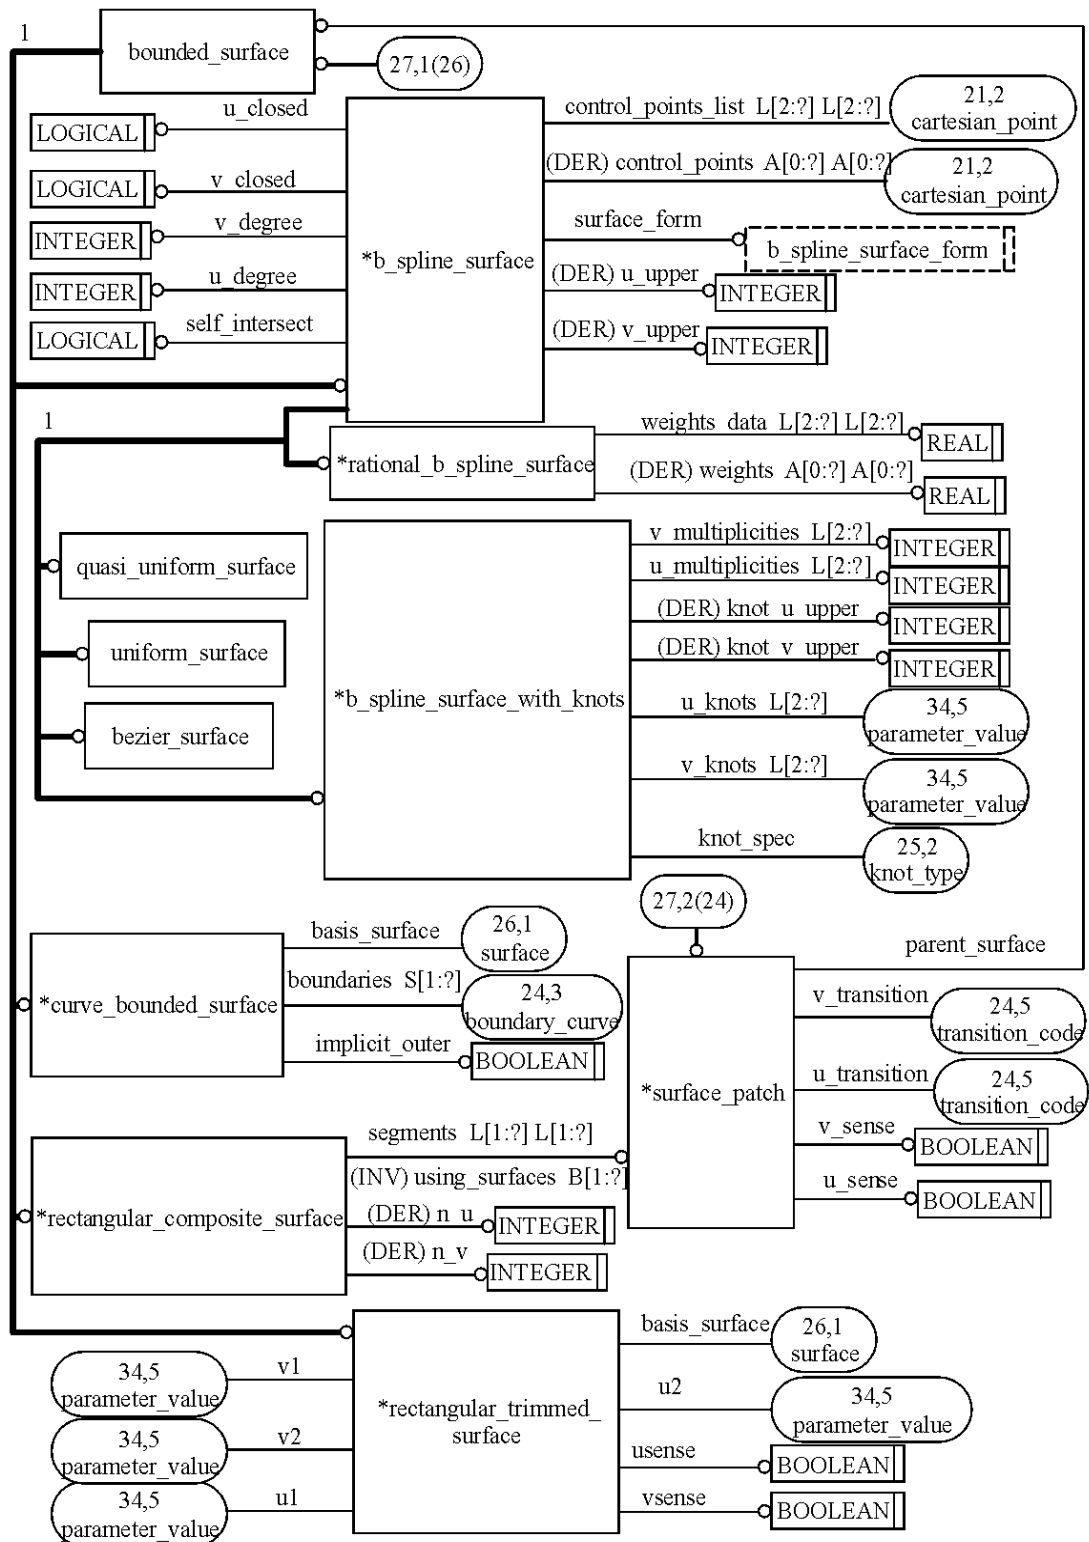 1
bounded_surface
27,1(26)
u_closed
LOGICAL
control_points_list L[2:?] L[2:?]
21,2
cartesian_point
v_closed
LOGICAL
(DER) control_points A[0:?] A[0:?]
21,2
cartesian_point
v_degree
INTEGER
surface_form
b_spline_surface_form
*b_spline_surface
u_degree
INTEGER
(DER) u_upper
INTEGER
self_intersect
LOGICAL
(DER) v_upper
INTEGER
1
weights_data L[2:?] L[2:?]
REAL
*rational_b_spline_surface
(DER) weights A[0:?] A[0:?]
REAL
v_multiplicities L[2:?]
INTEGER
quasi_uniform_surface
u_multiplicities L[2:?]
INTEGER
(DER) knot_u_upper
INTEGER
uniform_surface
(DER) knot_v_upper
INTEGER
*b_spline_surface_with_knots
u_knots L[2:?]
34,5
parameter_value
bezier_surface
v_knots L[2:?]
34,5
parameter_value
knot_spec
25,2
knot_type
27,2(24)
basis_surface
26,1
surface
parent_surface
*curve_bounded_surface
boundaries S[1:?]
24,3
boundary_curve
v_transition
24,5
transition_code
implicit_outer
BOOLEAN
*surface_patch
u_transition
24,5
transition_code
segments L[1:?] L[1:?]
v_sense
BOOLEAN
(INV) using_surfaces B[1:?]
u_sense
BOOLEAN
*rectangular_composite_surface
(DER) n_u
INTEGER
(DER) n_v
INTEGER
basis_surface
26,1
surface
v1
34,5
parameter_value
u2
34,5
parameter_value
*rectangular_trimmed_
surface
v2
34,5
parameter_value
usense
BOOLEAN
u1
34,5
parameter_value
vsense
BOOLEAN